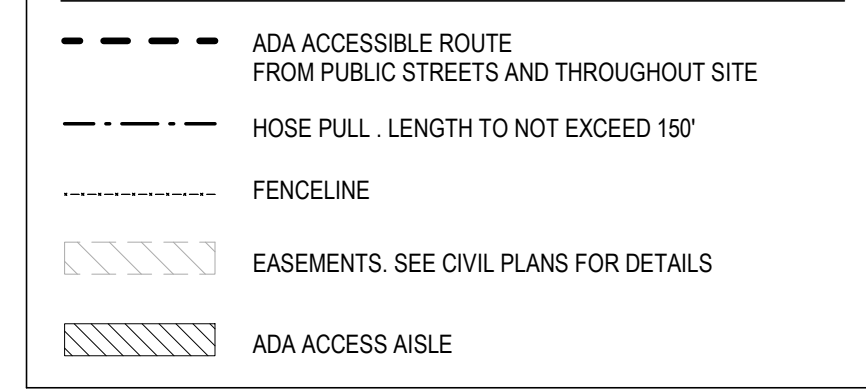 ADA ACCESSIBLE ROUTE
FROM PUBLIC STREETS AND THROUGHOUT SITE
HOSE PULL . LENGTH TO NOT EXCEED 150'
FENCELINE
EASEMENTS. SEE CIVIL PLANS FOR DETAILS
ADA ACCESS AISLE